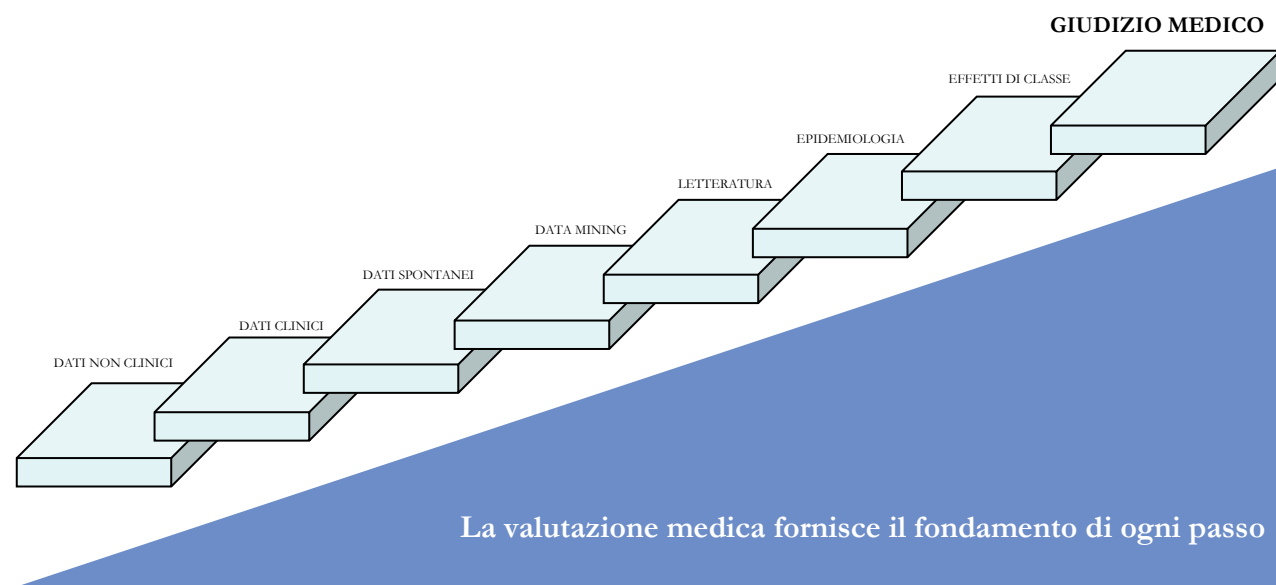 GIUDIZIO MEDICO
EFFETTI DI CLASSE
EPIDEMIOLOGIA
LETTERATURA
DATA MINING
DATI SPONTANEI
DATI CLINICI
DATI NON CLINICI
La valutazione medica fornisce il fondamento di ogni passo